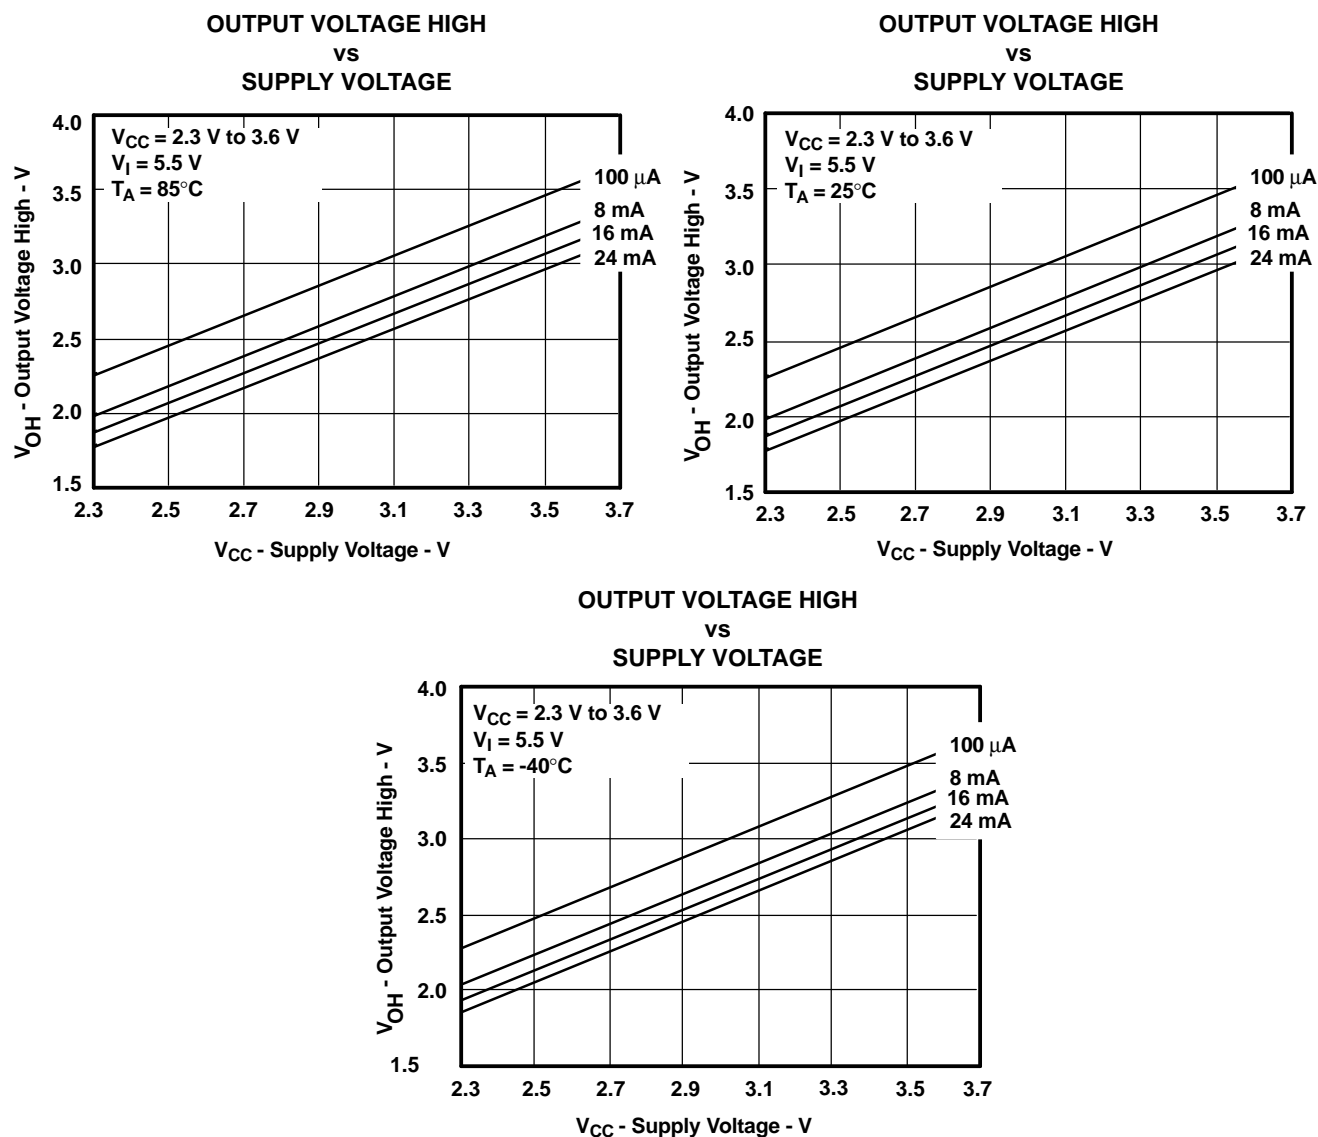 OUTPUT VOLTAGE HIGH
vs
SUPPLY VOLTAGE
4.0
3.5
3.0
2.5
2.0
1.5
VOH - Output Voltage High - V
VCC = 2.3 V to 3.6 V
VI = 5.5 V
TA = 85°C
100 μA
8 mA
16 mA
24 mA
2.3 2.5 2.7 2.9 3.1 3.3 3.5 3.7
VCC - Supply Voltage - V
OUTPUT VOLTAGE HIGH
vs
SUPPLY VOLTAGE
4.0
3.5
3.0
2.5
2.0
1.5
VOH - Output Voltage High - V
VCC = 2.3 V to 3.6 V
VI = 5.5 V
TA = 25°C
100 μA
8 mA
16 mA
24 mA
2.3 2.5 2.7 2.9 3.1 3.3 3.5 3.7
VCC - Supply Voltage - V
OUTPUT VOLTAGE HIGH
vs
SUPPLY VOLTAGE
4.0
3.5
3.0
2.5
2.0
1.5
VOH - Output Voltage High - V
VCC = 2.3 V to 3.6 V
VI = 5.5 V
TA = -40°C
100 μA
8 mA
16 mA
24 mA
2.3 2.5 2.7 2.9 3.1 3.3 3.5 3.7
VCC - Supply Voltage - V